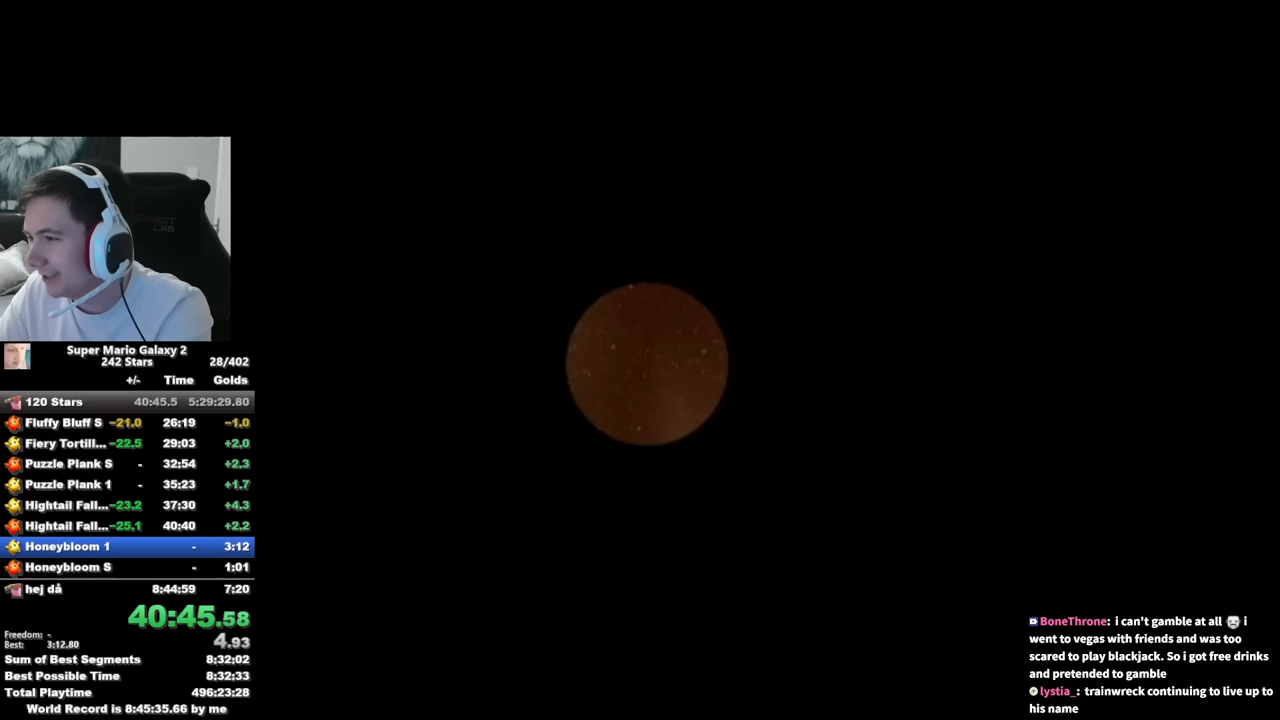 Super Mario Galaxy 2
242 Stars 28/402
+/- Time Golds
120 Stars 40:45.5 5:29:29.80
Fluffy Bluff S -21.0 26:19 -1.0
Fiery Tortill... -22.5 29:03 +2.0
Puzzle Plank S - 32:54 +2.3
Puzzle Plank 1 - 35:23 +1.7
Hightail Fall... -23.2 37:30 +4.3
Hightail Fall... -25.1 40:40 +2.2
Honeybloom 1 - 3:12
Honeybloom S - 1:01
hej då 8:44:59 7:20
40:45.58
Freedom: -
Best: 3:12.80
4.93
Sum of Best Segments 8:32:02
Best Possible Time 8:32:33
Total Playtime 496:23:28
World Record is 8:45:35.66 by me
BoneThrone: i can't gamble at all i
went to vegas with friends and was too
scared to play blackjack. So i got free drinks
and pretended to gamble
lystia_: trainwreck continuing to live up to
his name